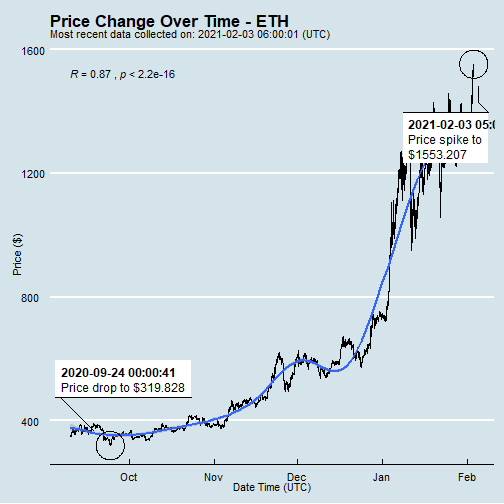 Price Change Over Time - ETH
Most recent data collected on: 2021-02-03 06:00:01 (UTC)
1600
R = 0.87 , p < 2.2e-16
2021-02-03 05:0
Price spike to
$1553.207
1200
Price ($)
800
2020-09-24 00:00:41
Price drop to $319.828
400
Oct Nov Dec Jan Feb
Date Time (UTC)